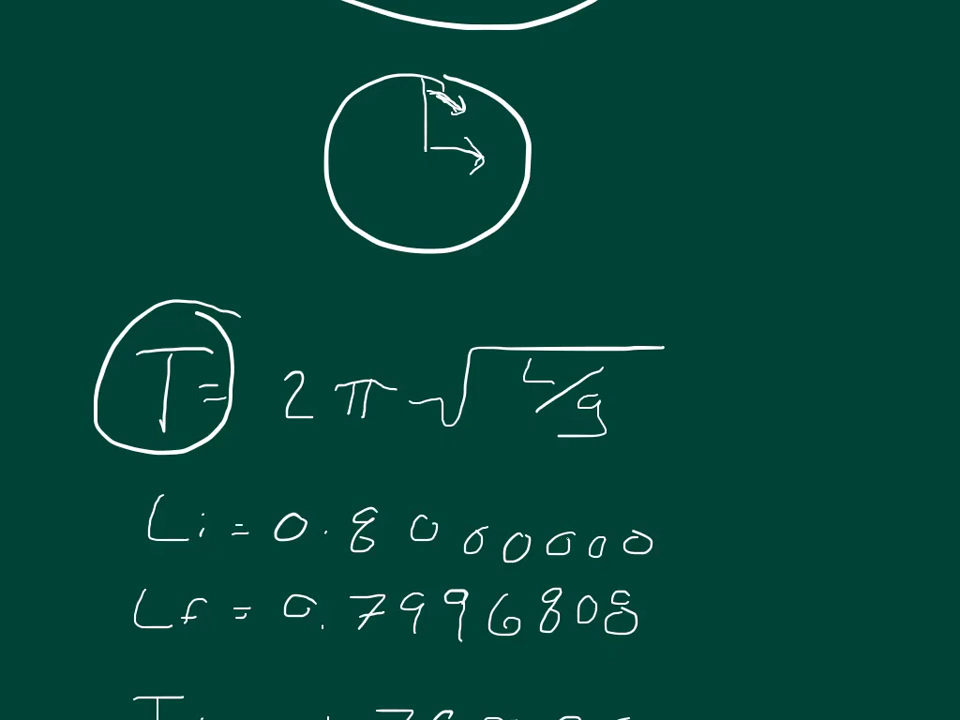 T = 2π√L/g
Li = 0.80000000
Lf = 0.7996808